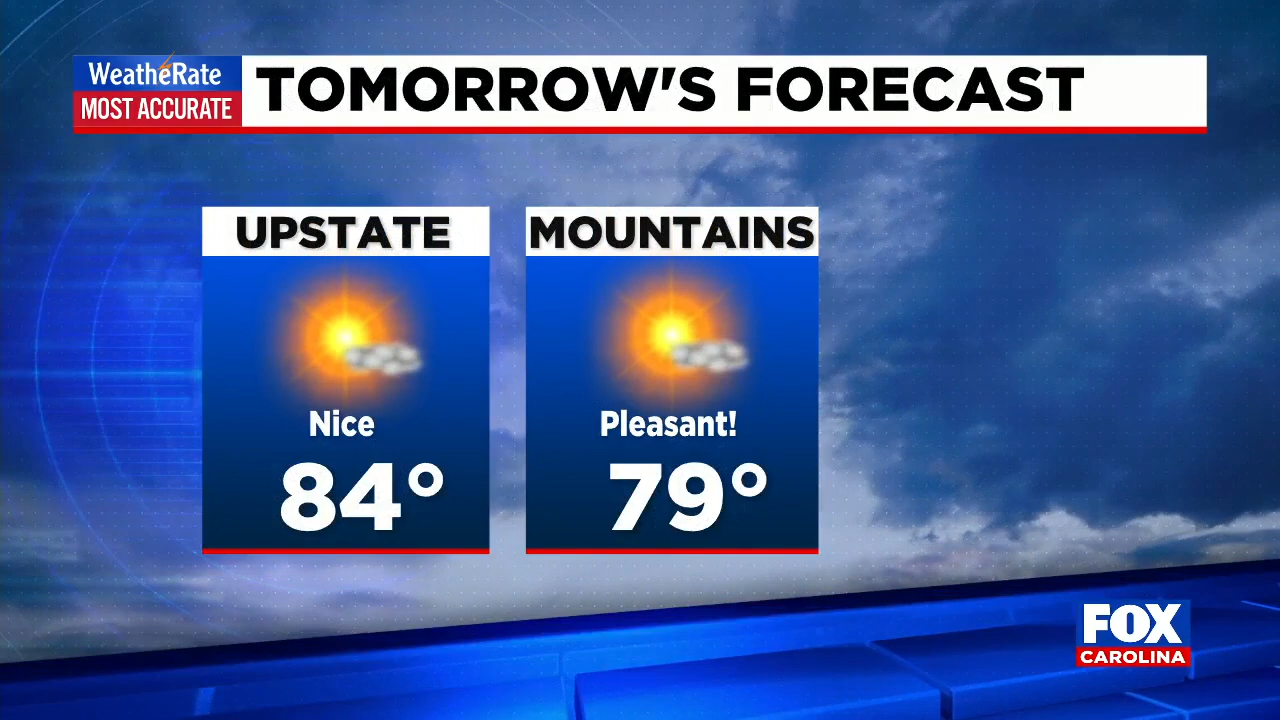 WeatheRate
MOST ACCURATE
TOMORROW'S FORECAST
UPSTATE
Nice
84°
MOUNTAINS
Pleasant!
79°
FOX
CAROLINA